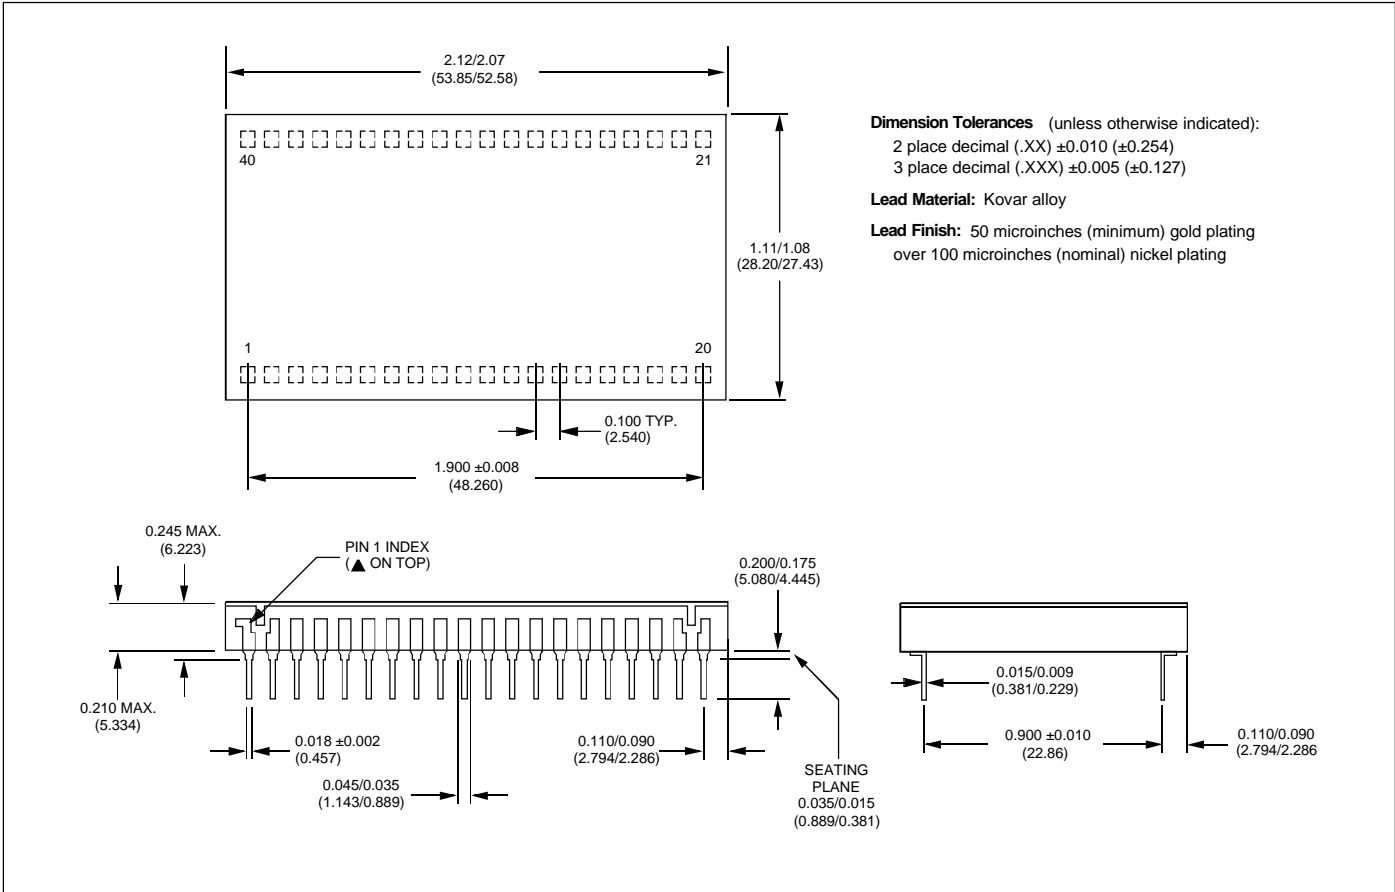 2.12/2.07
(53.85/52.58)
Dimension Tolerances (unless otherwise indicated):
2 place decimal (.XX) ±0.010 (±0.254)
3 place decimal (.XXX) ±0.005 (±0.127)
Lead Material: Kovar alloy
Lead Finish: 50 microinches (minimum) gold plating
over 100 microinches (nominal) nickel plating
40
21
1.11/1.08
(28.20/27.43)
1
20
0.100 TYP.
(2.540)
1.900 ±0.008
(48.260)
0.245 MAX.
(6.223)
PIN 1 INDEX
(▲ ON TOP)
0.200/0.175
(5.080/4.445)
0.210 MAX.
(5.334)
0.018 ±0.002
(0.457)
0.045/0.035
(1.143/0.889)
0.110/0.090
(2.794/2.286)
SEATING
PLANE
0.035/0.015
(0.889/0.381)
0.015/0.009
(0.381/0.229)
0.900 ±0.010
(22.86)
0.110/0.090
(2.794/2.286